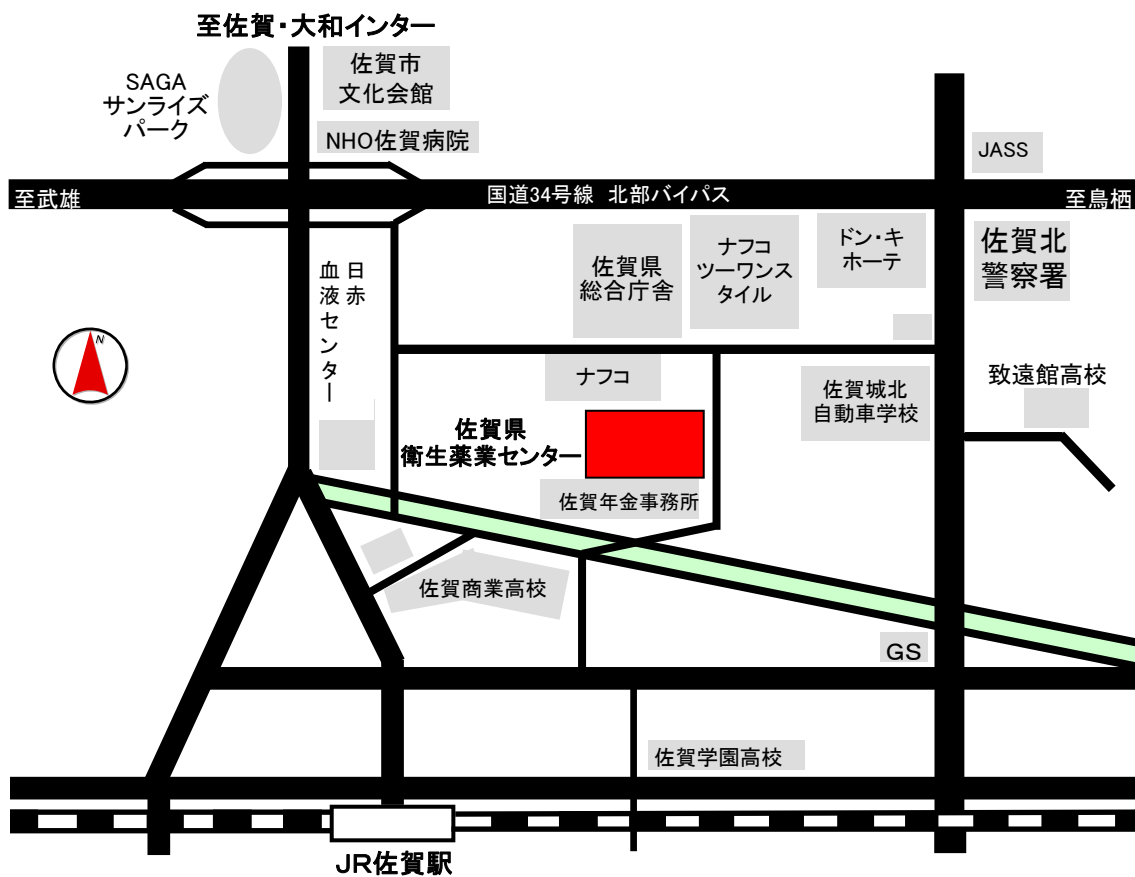 至佐賀・大和インター
佐賀市
文化会館
SAGA
サンライズ
パーク
NHO佐賀病院
JASS
至武雄
国道34号線 北部バイパス
至鳥栖
佐賀北
警察署
ドン・キ
ホーテ
ナフコ
ツーワンス
タイル
佐賀県
総合庁舎
日赤
血液センター
N
ナフコ
致遠館高校
佐賀城北
自動車学校
佐賀県
衛生薬業センター
佐賀年金事務所
佐賀商業高校
GS
佐賀学園高校
JR佐賀駅